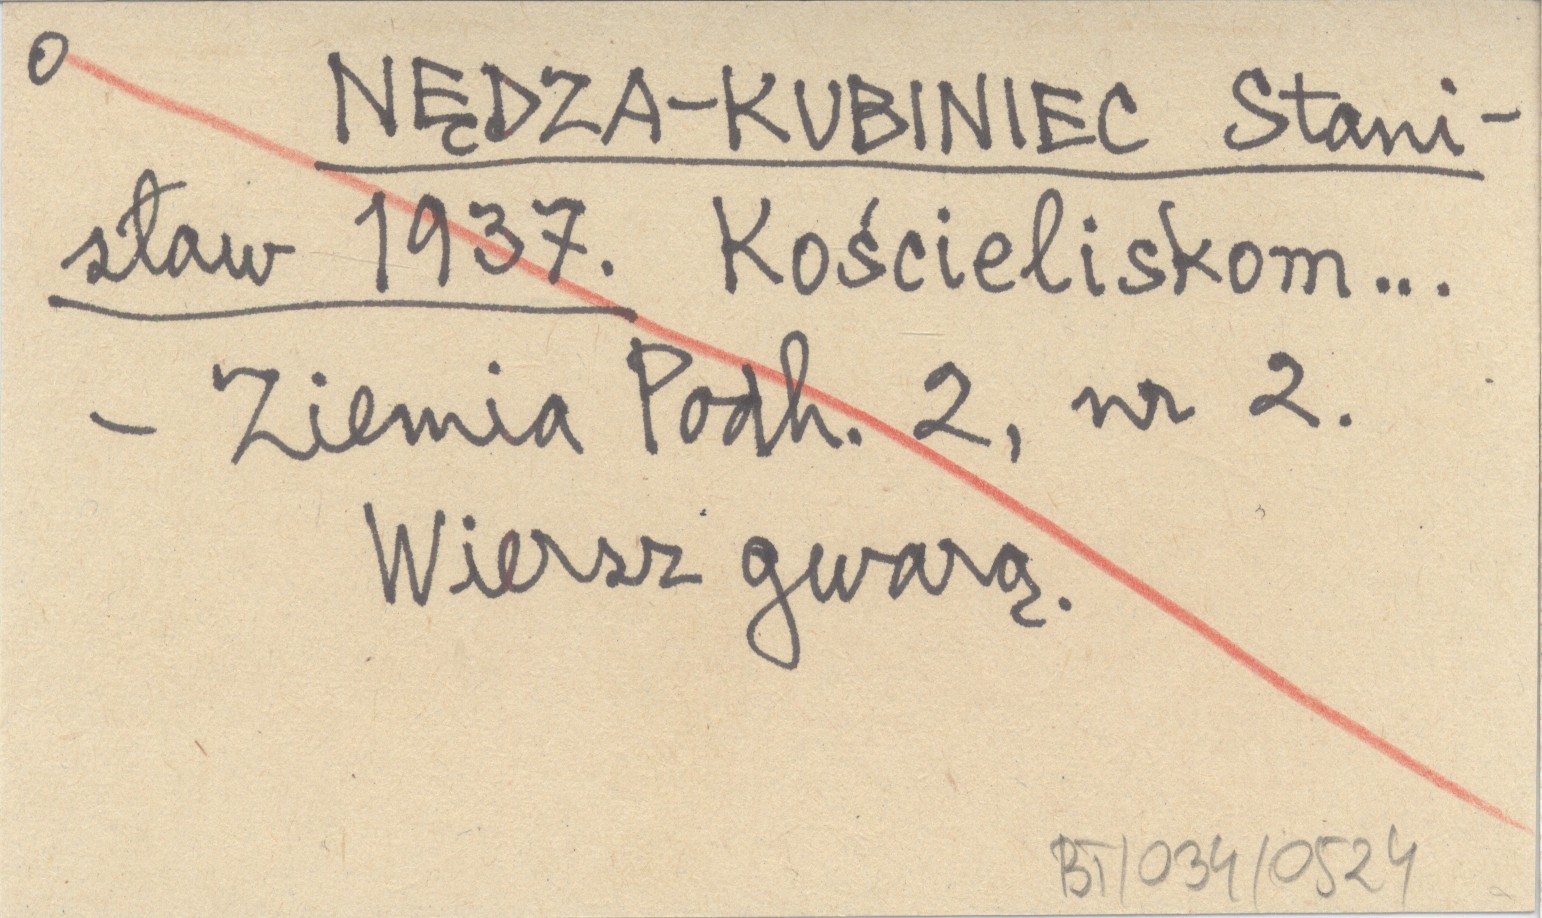 O NĘDZA-KUBINIEC Stani-
sław 1937. Kościeliskom...
- Ziemia Podh. 2, nr 2.
Wiersz gwarą.
BT/034/0524